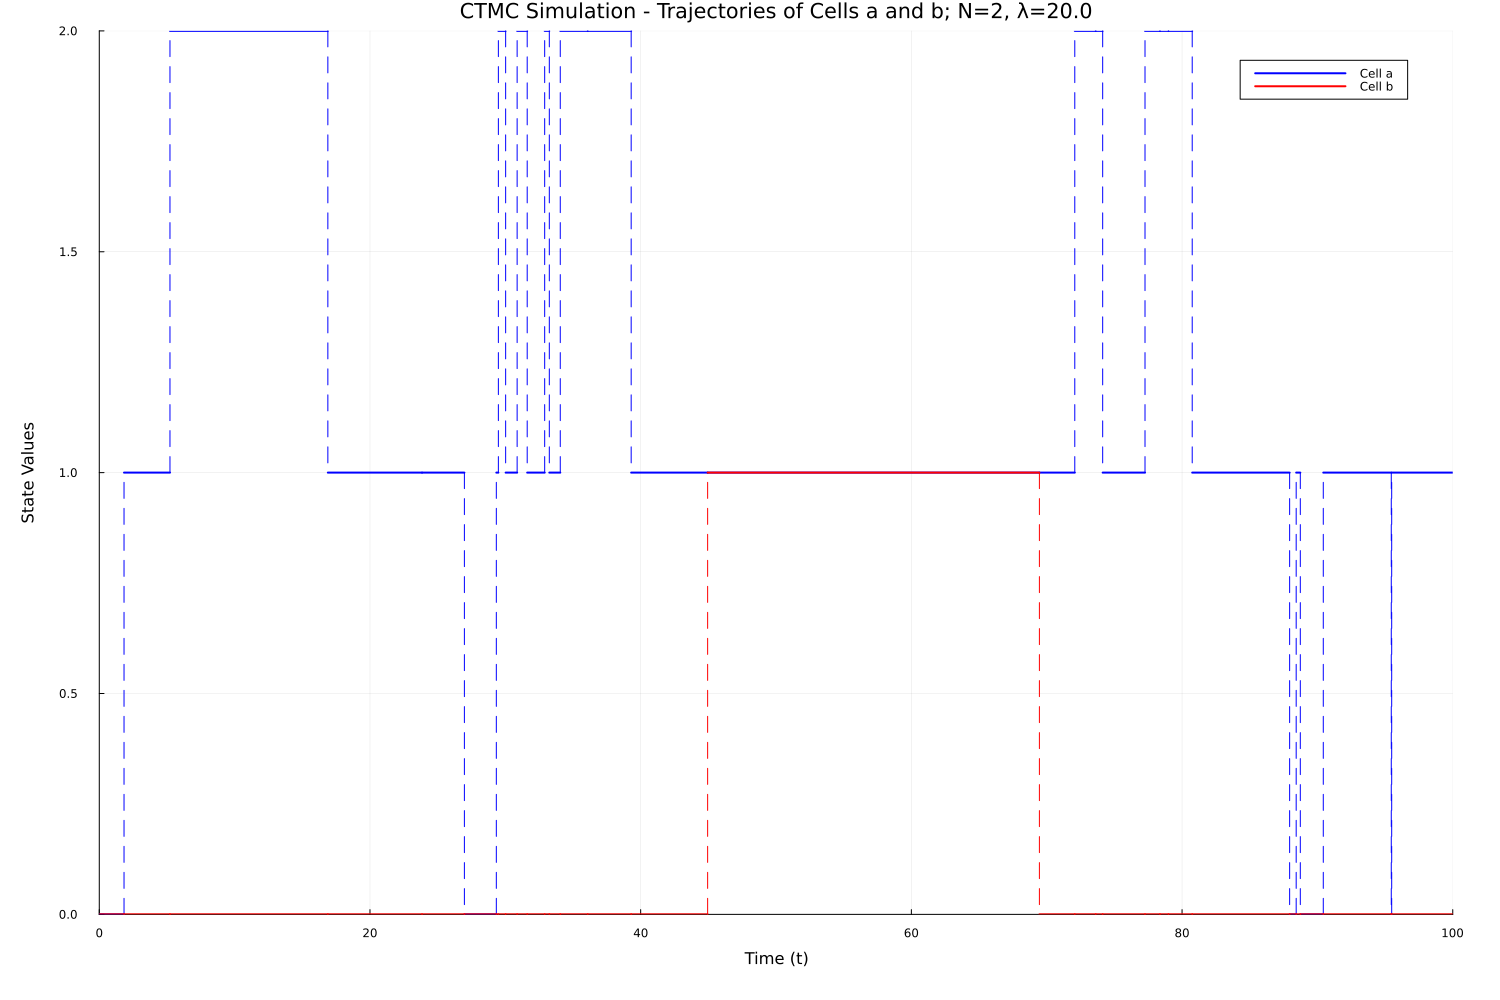 CTMC Simulation - Trajectories of Cells a and b; N=2, λ=20.0
Cell a
Cell b
State Values
2.0
1.5
1.0
0.5
0.0
0 20 40 60 80 100
Time (t)